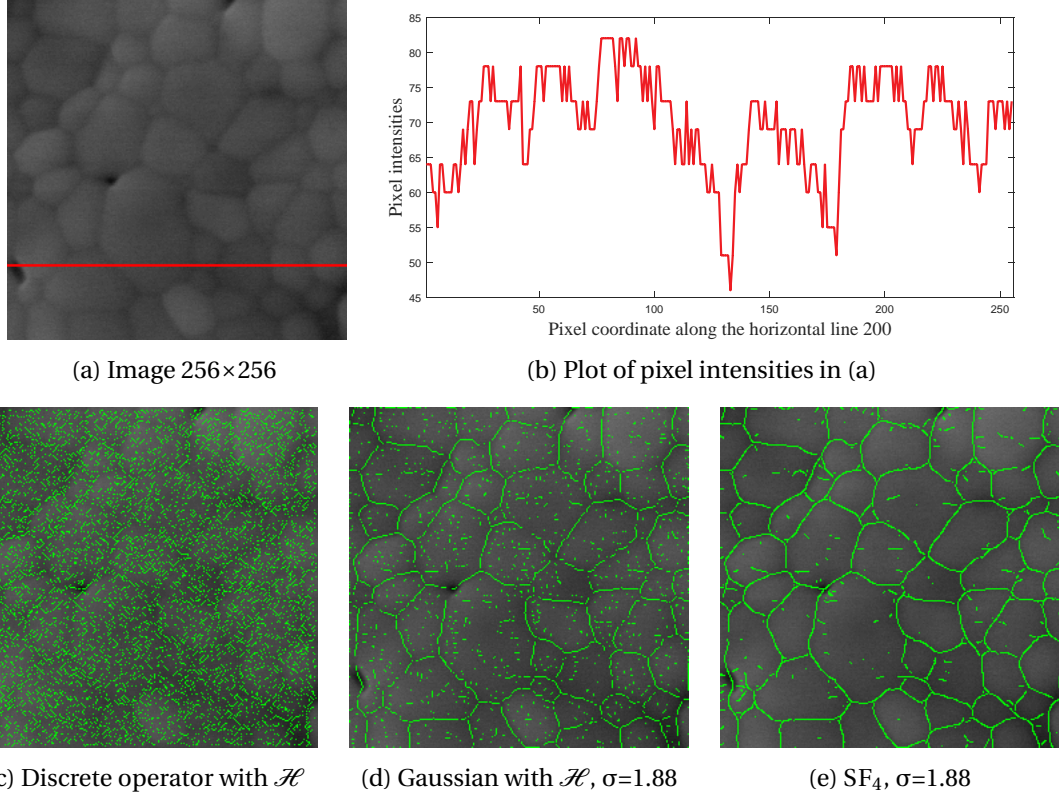 85
80
75
70
65
60
55
50
45
Pixel intensities
50 100 150 200 250
Pixel coordinate along the horizontal line 200
(a) Image 256×256
(b) Plot of pixel intensities in (a)
c) Discrete operator with ℋ
(d) Gaussian with ℋ, σ=1.88
(e) SF₄, σ=1.88